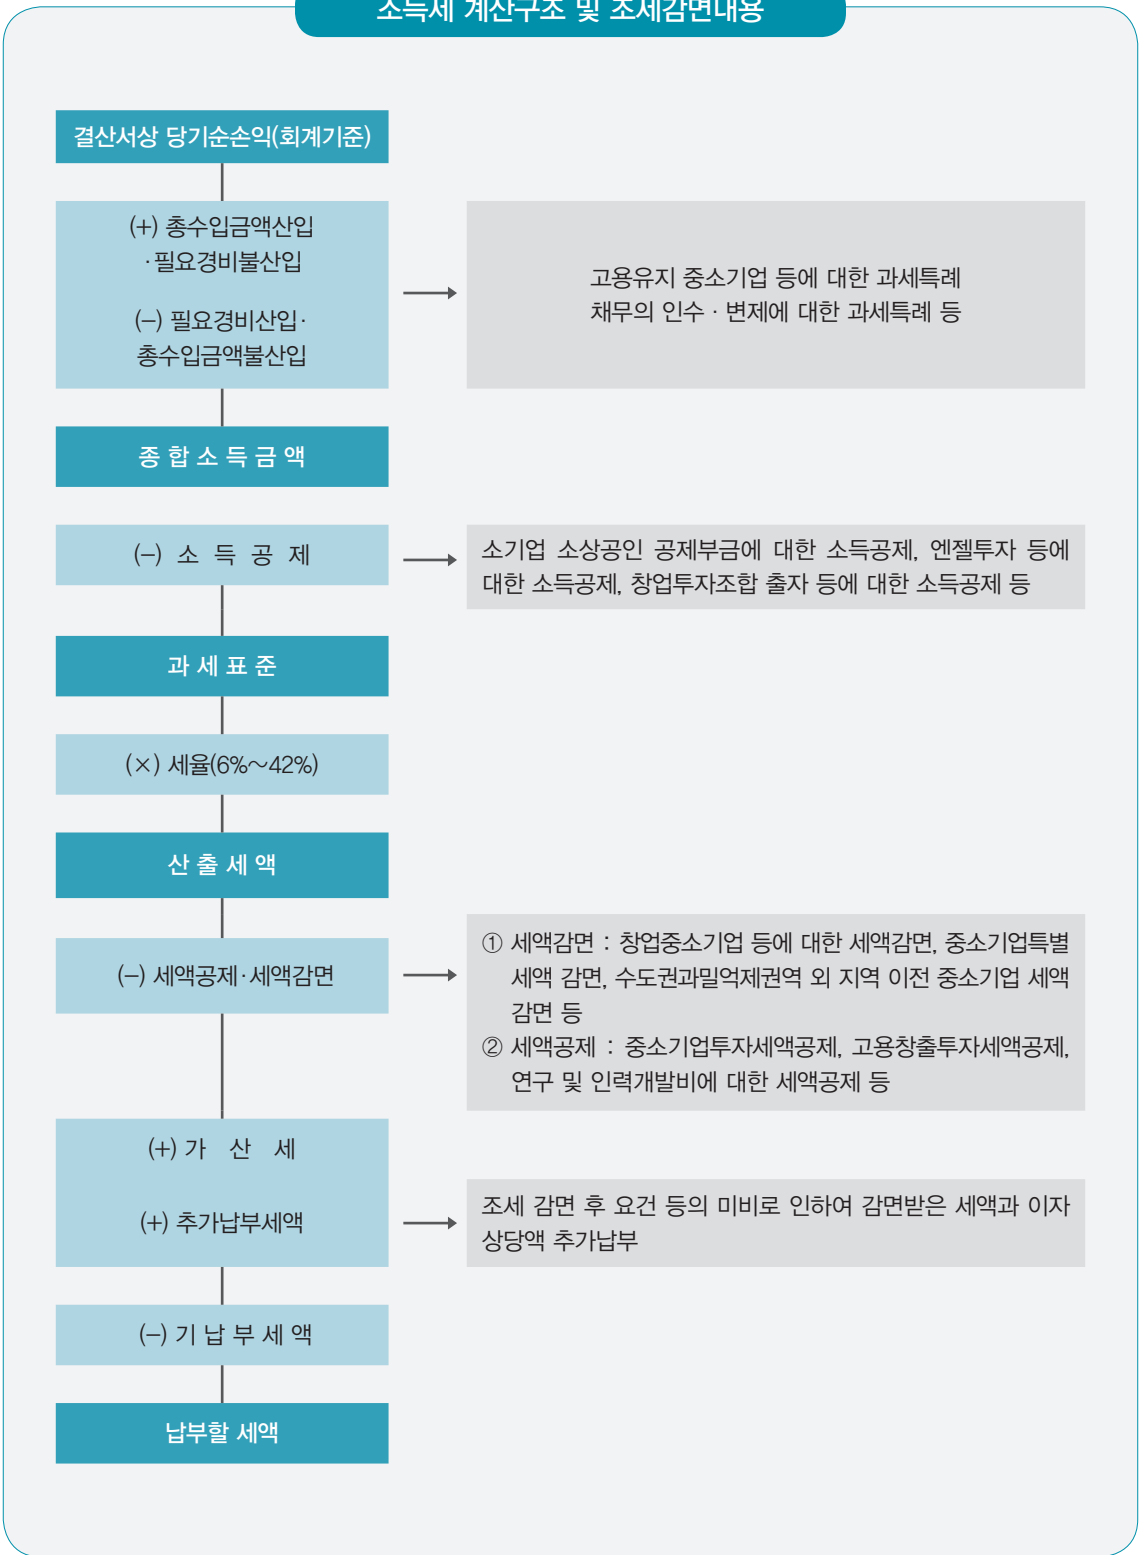 소득세 계산구조 및 조세감면내용
결산서상 당기순손익(회계기준)
(+) 총수입금액산입
·필요경비불산입
(−) 필요경비산입·
총수입금액불산입
고용유지 중소기업 등에 대한 과세특례
채무의 인수 · 변제에 대한 과세특례 등
종 합 소 득 금 액
(−) 소 득 공 제
소기업 소상공인 공제부금에 대한 소득공제, 엔젤투자 등에
대한 소득공제, 창업투자조합 출자 등에 대한 소득공제 등
과 세 표 준
(×) 세율(6%～42%)
산 출 세 액
(−) 세액공제·세액감면
① 세액감면 : 창업중소기업 등에 대한 세액감면, 중소기업특별
세액 감면, 수도권과밀억제권역 외 지역 이전 중소기업 세액
감면 등
② 세액공제 : 중소기업투자세액공제, 고용창출투자세액공제,
연구 및 인력개발비에 대한 세액공제 등
(+) 가 산 세
(+) 추가납부세액
조세 감면 후 요건 등의 미비로 인하여 감면받은 세액과 이자
상당액 추가납부
(−) 기 납 부 세 액
납부할 세액